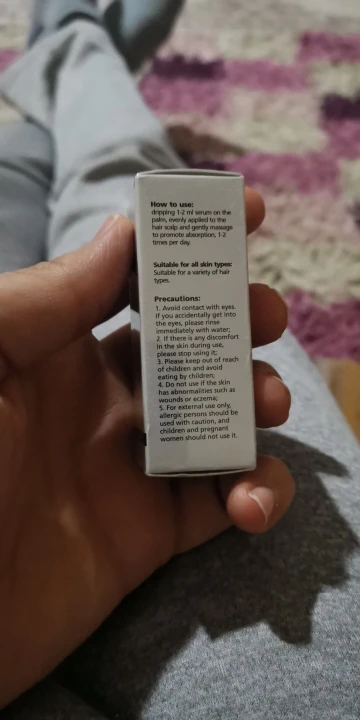 How to use:
dripping 1-2 ml serum on the
palm, evenly applied to the
hair scalp and gently massage
to promote absorption, 1-2
times per day.
Suitable for all skin types:
Suitable for a variety of hair
types.
Precautions:
1. Avoid contact with eyes.
If you accidentally get into
the eyes, please rinse
immediately with water;
2. If there is any discomfort
in the skin during use,
please stop using it;
3. Please keep out of reach
of children and avoid
eating by children;
4. Do not use if the skin
has abnormalities such as
wounds or eczema;
5. For external use only,
allergic persons should be
used with caution, and
children and pregnant
women should not use it.